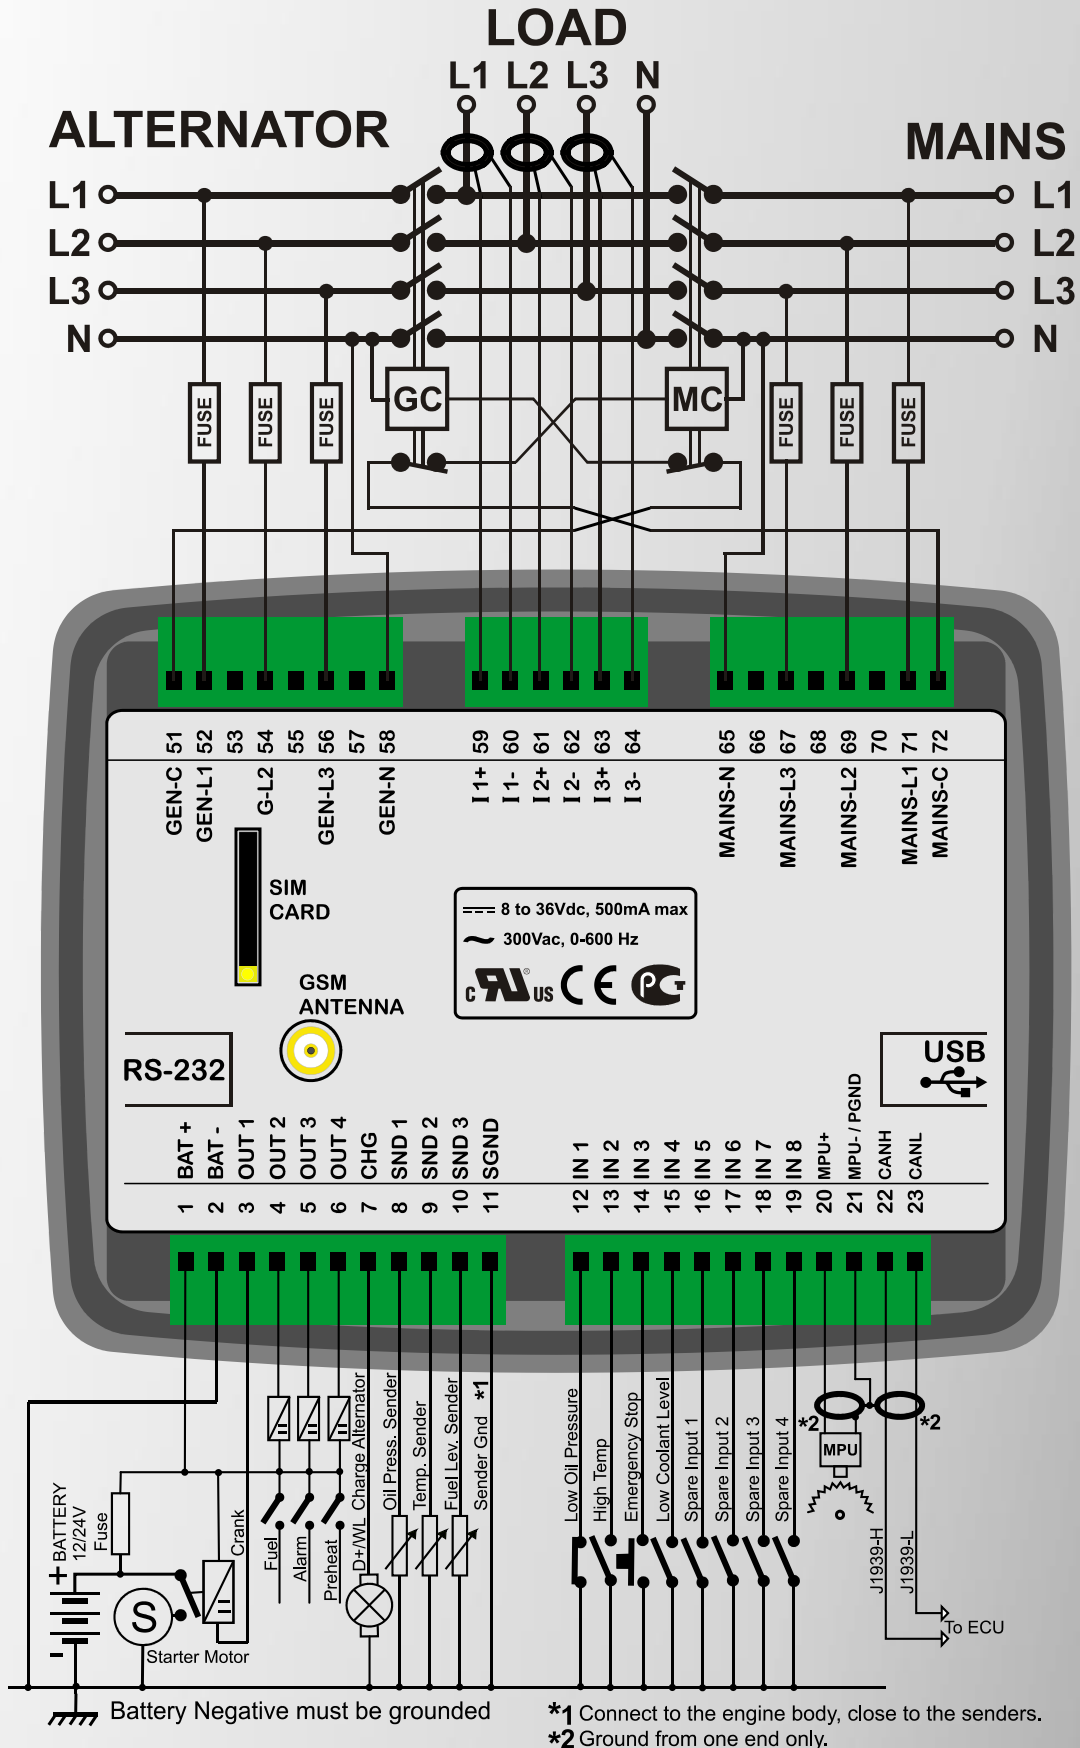 LOAD
L1 L2 L3 N
ALTERNATOR
MAINS
L1
L2
L3
N
L1
L2
L3
N
GC
MC
FUSE
FUSE
FUSE
FUSE
FUSE
FUSE
51 52 53 54 55 56 57 58
59 60 61 62 63 64
65 66 67 68 69 70 71 72
GEN-C
GEN-L1
G-L2
GEN-L3
GEN-N
I1+
I1-
I2+
I2-
I3+
I3-
MAINS-N
MAINS-L3
MAINS-L2
MAINS-L1
MAINS-C
SIM
CARD
8 to 36Vdc, 500mA max
300Vac, 0-600 Hz
c RU ® US CE PCT
GSM
ANTENNA
RS-232
USB
BAT +
BAT -
OUT 1
OUT 2
OUT 3
OUT 4
CHG
SND 1
SND 2
SND 3
SGND
IN 1
IN 2
IN 3
IN 4
IN 5
IN 6
IN 7
IN 8
MPU+
MPU- / PGND
CANH
CANL
1 2 3 4 5 6 7 8 9 10 11
12 13 14 15 16 17 18 19 20 21 22 23
D+/WL Charge Alternator
Oil Press. Sender
Temp. Sender
Fuel Lev. Sender
Sender Gnd *1
Low Oil Pressure
High Temp
Emergency Stop
Low Coolant Level
Spare Input 1
Spare Input 2
Spare Input 3
Spare Input 4
*2
*2
MPU
+ BATTERY
12/24V
-
Fuse
Crank
Fuel
Alarm
Preheat
J1939-H
J1939-L
To ECU
S
Starter Motor
Battery Negative must be grounded
*1 Connect to the engine body, close to the senders.
*2 Ground from one end only.